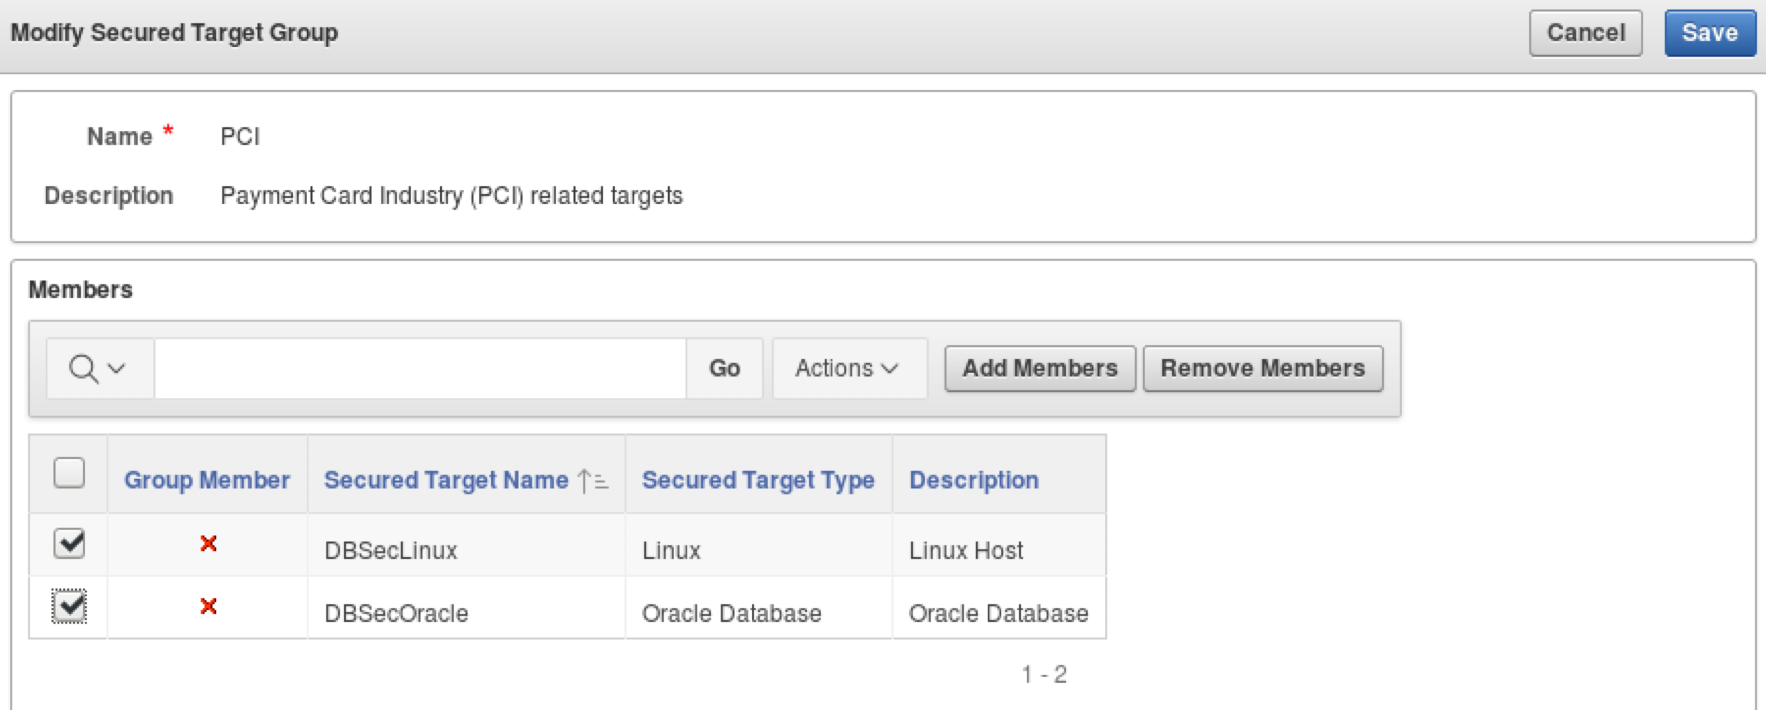 Modify Secured Target Group Cancel Save
Name * PCI
Description Payment Card Industry (PCI) related targets
Members
Go Actions Add Members Remove Members
Group Member Secured Target Name Secured Target Type Description
DBSecLinux Linux Linux Host
DBSecOracle Oracle Database Oracle Database
1 - 2